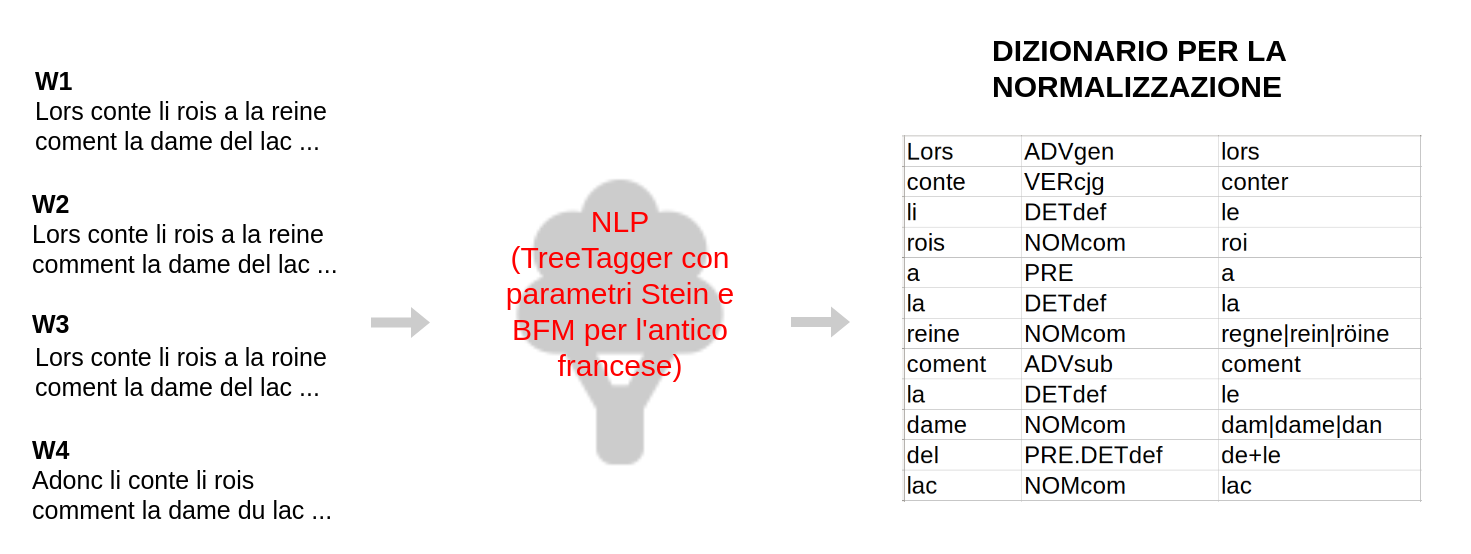 W1
Lors conte li rois a la reine
coment la dame del lac ...
W2
Lors conte li rois a la reine
comment la dame del lac ...
W3
Lors conte li rois a la roine
coment la dame del lac ...
W4
Adonc li conte li rois
comment la dame du lac ...
NLP
(TreeTagger con
parametri Stein e
BFM per l'antico
francese)
DIZIONARIO PER LA
NORMALIZZAZIONE
Lors ADVgen lors
conte VERcjg conter
li DETdef le
rois NOMcom roi
a PRE a
la DETdef la
reine NOMcom regne|rein|röine
coment ADVsub coment
la DETdef le
dame NOMcom dam|dame|dan
del PRE.DETdef de+le
lac NOMcom lac